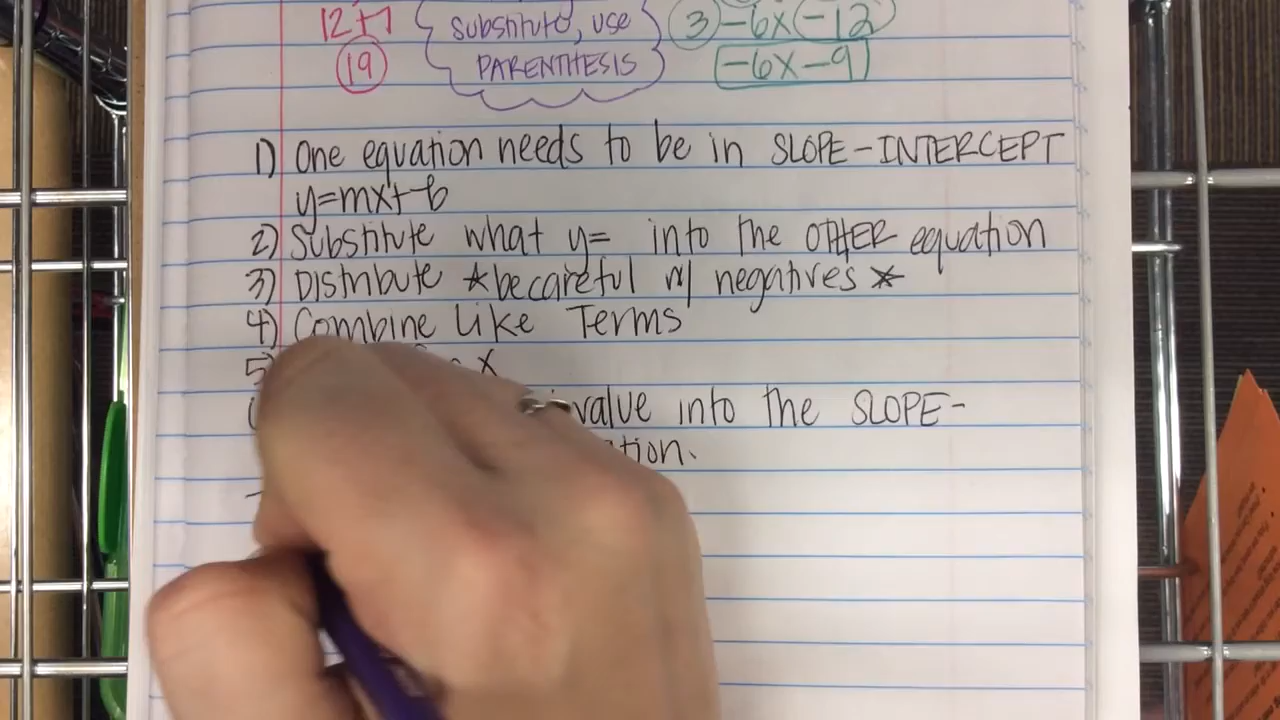 12+7
19
substitute, use
PARENTHESIS
3 -6x -12
-6x-9
1) One equation needs to be in SLOPE-INTERCEPT
y=mx+b
2) Substitute what y= into the OTHER equation
3) Distribute *be careful w/ negatives *
4) Combine Like Terms
5) x
value into the SLOPE-